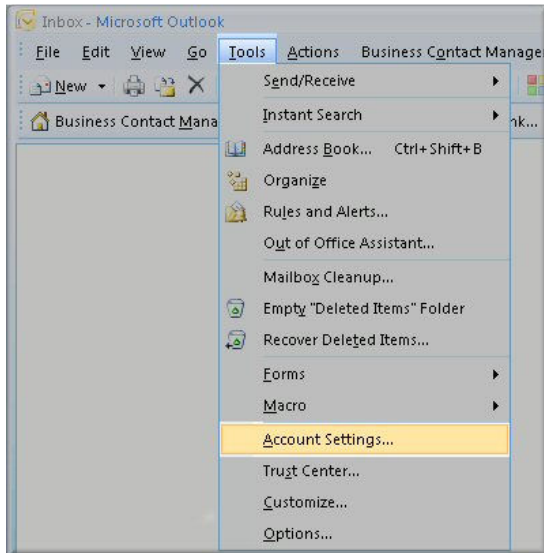 Inbox - Microsoft Outlook
File Edit View Go Tools Actions Business Contact Manage
New
Business Contact Mana nk...
Send/Receive
Instant Search
Address Book... Ctrl+Shift+B
Organize
Rules and Alerts...
Out of Office Assistant...
Mailbox Cleanup...
Empty "Deleted Items" Folder
Recover Deleted Items...
Forms
Macro
Account Settings...
Trust Center...
Customize...
Options...